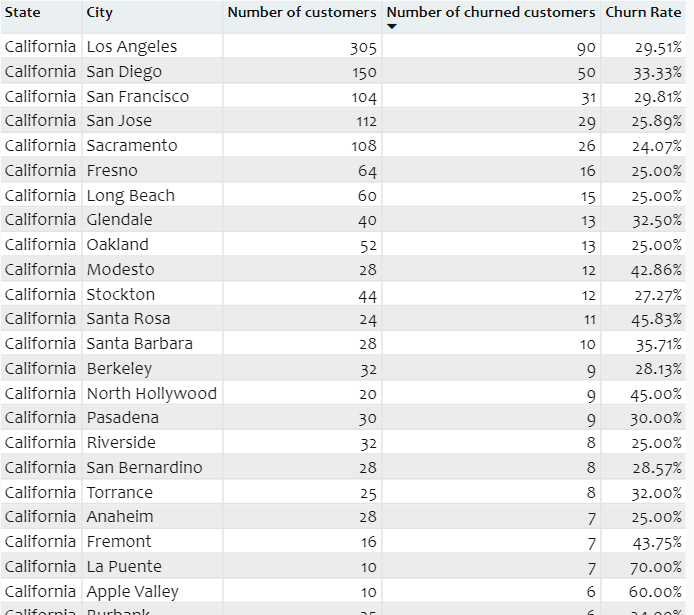 State City Number of customers Number of churned customers Churn Rate
California Los Angeles 305 90 29.51%
California San Diego 150 50 33.33%
California San Francisco 104 31 29.81%
California San Jose 112 29 25.89%
California Sacramento 108 26 24.07%
California Fresno 64 16 25.00%
California Long Beach 60 15 25.00%
California Glendale 40 13 32.50%
California Oakland 52 13 25.00%
California Modesto 28 12 42.86%
California Stockton 44 12 27.27%
California Santa Rosa 24 11 45.83%
California Santa Barbara 28 10 35.71%
California Berkeley 32 9 28.13%
California North Hollywood 20 9 45.00%
California Pasadena 30 9 30.00%
California Riverside 32 8 25.00%
California San Bernardino 28 8 28.57%
California Torrance 25 8 32.00%
California Anaheim 28 7 25.00%
California Fremont 16 7 43.75%
California La Puente 10 7 70.00%
California Apple Valley 10 6 60.00%
California Burbank 25 6 24.00%